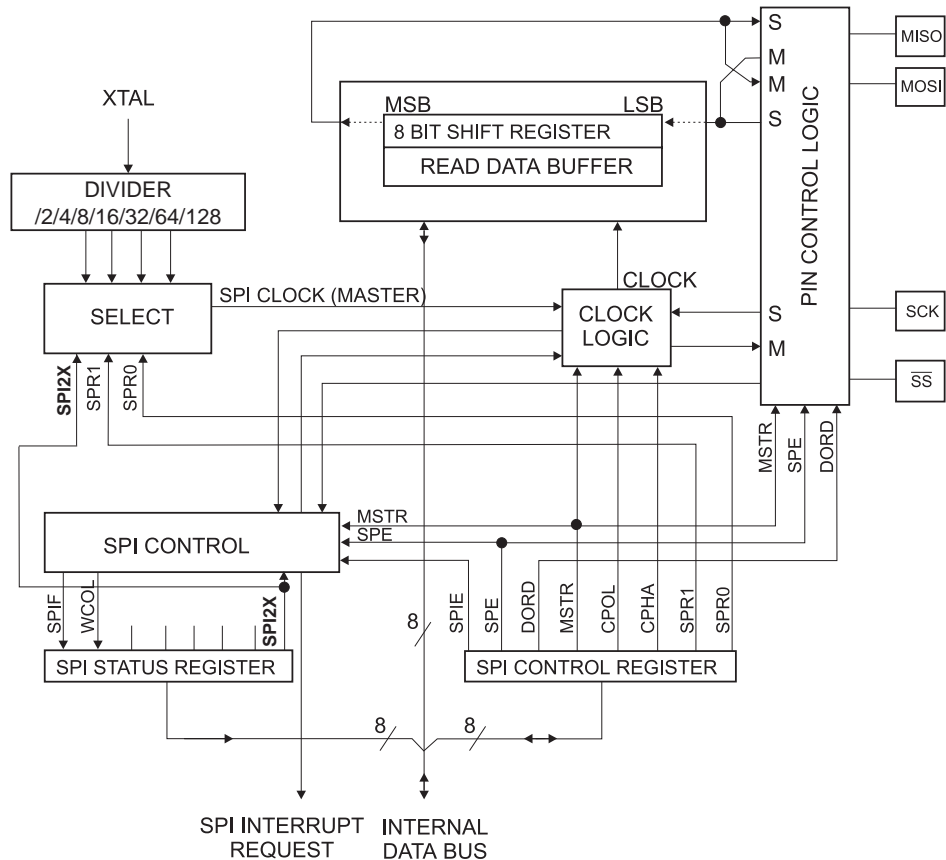 S
MISO
M
M
MOSI
XTAL
MSB
LSB
S
8 BIT SHIFT REGISTER
READ DATA BUFFER
PIN CONTROL LOGIC
DIVIDER
/2/4/8/16/32/64/128
SPI CLOCK (MASTER)
CLOCK
SELECT
CLOCK
LOGIC
S
SCK
M
SS
SPI2X
SPR1
SPR0
MSTR
SPE
DORD
SPI CONTROL
MSTR
SPE
SPIF
WCOL
SPI2X
8
SPIE
SPE
DORD
MSTR
CPOL
CPHA
SPR1
SPR0
SPI STATUS REGISTER
SPI CONTROL REGISTER
8
8
SPI INTERRUPT
REQUEST
INTERNAL
DATA BUS